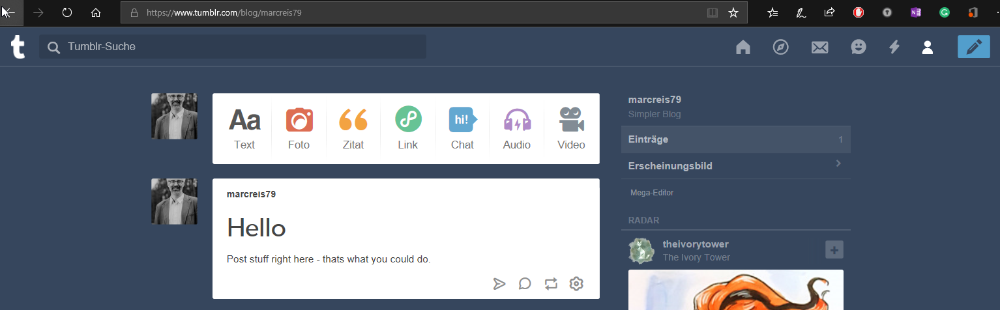 https://www.tumblr.com/blog/marcreis79
t Tumblr-Suche
Aa
hi!
Text Foto Zitat Link Chat Audio Video
marcreis79
Hello
Post stuff right here - thats what you could do.
marcreis79
Simpler Blog
Einträge 1
Erscheinungsbild
Mega-Editor
RADAR
theivorytower
The Ivory Tower